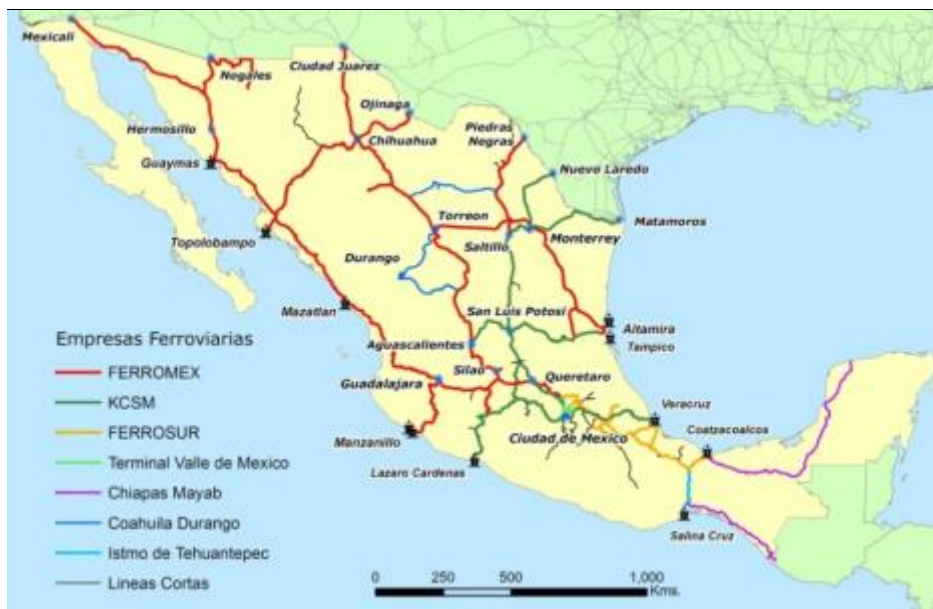 Mexicali
Nogales
Ciudad Juarez
Ojinaga
Hermosillo
Chihuahua
Piedras
Negras
Guaymas
Nuevo Laredo
Topolobampo
Torreon
Matamoros
Saltillo
Monterrey
Durango
Mazatlan
San Luis Potosi
Altamira
Tampico
Aguascalientes
Silao
Queretaro
Guadalajara
Veracruz
Manzanillo
Ciudad de Mexico
Coatzacoalcos
Lazaro Cardenas
Salina Cruz
Empresas Ferroviarias
FERROMEX
KCSM
FERROSUR
Terminal Valle de Mexico
Chiapas Mayab
Coahuila Durango
Istmo de Tehuantepec
Lineas Cortas
0 250 500 1,000
Kms.